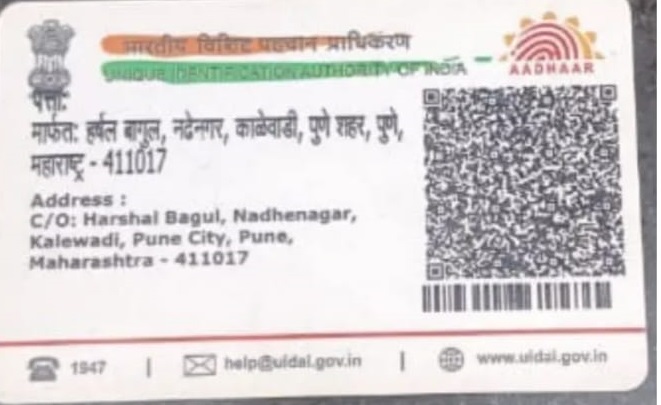 भारतीय विशिष्ट पहचान प्राधिकरण
UNIQUE IDENTIFICATION AUTHORITY OF INDIA
AADHAAR
पत्ता:
मार्फत: हर्षल बागुल, नढेनगर, काळेवाडी, पुणे शहर, पुणे,
महाराष्ट्र - 411017
Address :
C/O: Harshal Bagul, Nadhenagar,
Kalewadi, Pune City, Pune,
Maharashtra - 411017
1947 | help@uidai.gov.in | www.uidai.gov.in